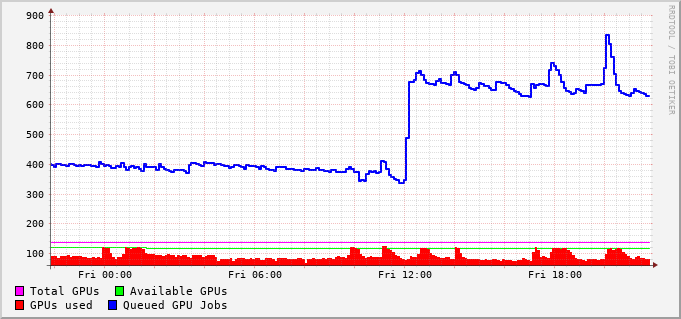 900
800
700
600
500
400
300
200
100
Fri 00:00 Fri 06:00 Fri 12:00 Fri 18:00
Total GPUs Available GPUs
GPUs used Queued GPU Jobs
RRDTOOL / TOBI OETIKER